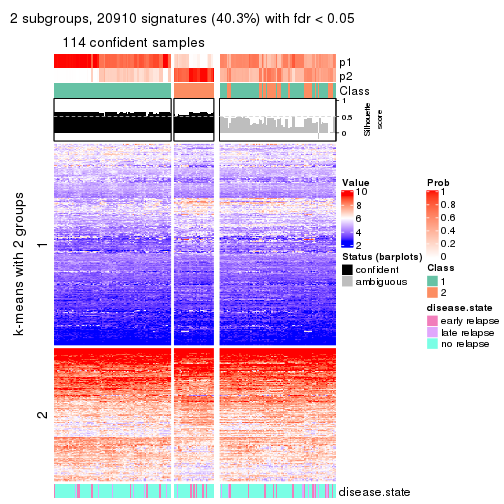 2 subgroups, 20910 signatures (40.3%) with fdr < 0.05
114 confident samples
p1
p2
Class
1
0.5
0
Silhouette
score
k-means with 2 groups
1
2
disease.state
Value
10
8
6
4
2
Status (barplots)
confident
ambiguous
Prob
1
0.8
0.6
0.4
0.2
0
Class
1
2
disease.state
early relapse
late relapse
no relapse